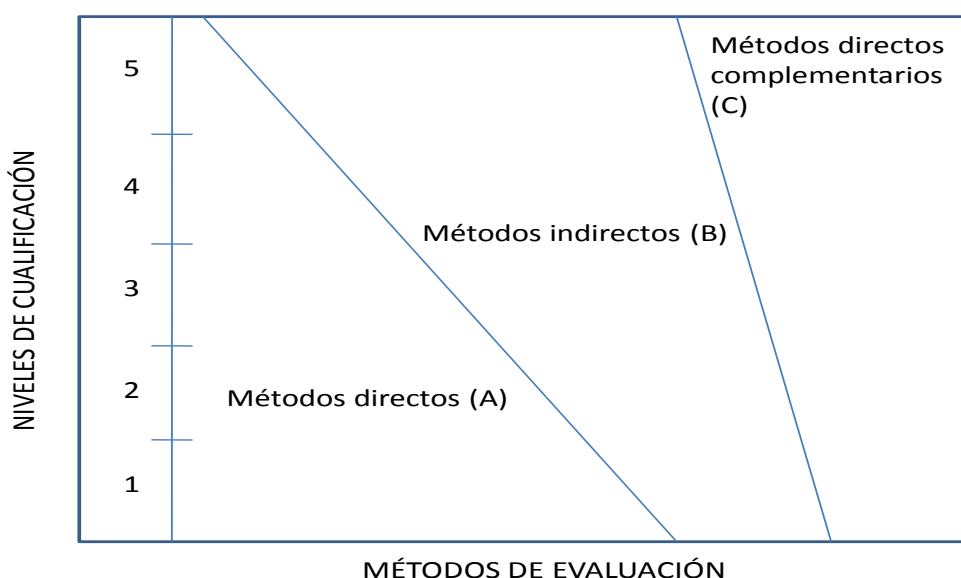 NIVELES DE CUALIFICACIÓN
5
4
3
2
1
Métodos directos (A)
Métodos indirectos (B)
Métodos directos
complementarios
(C)
MÉTODOS DE EVALUACIÓN